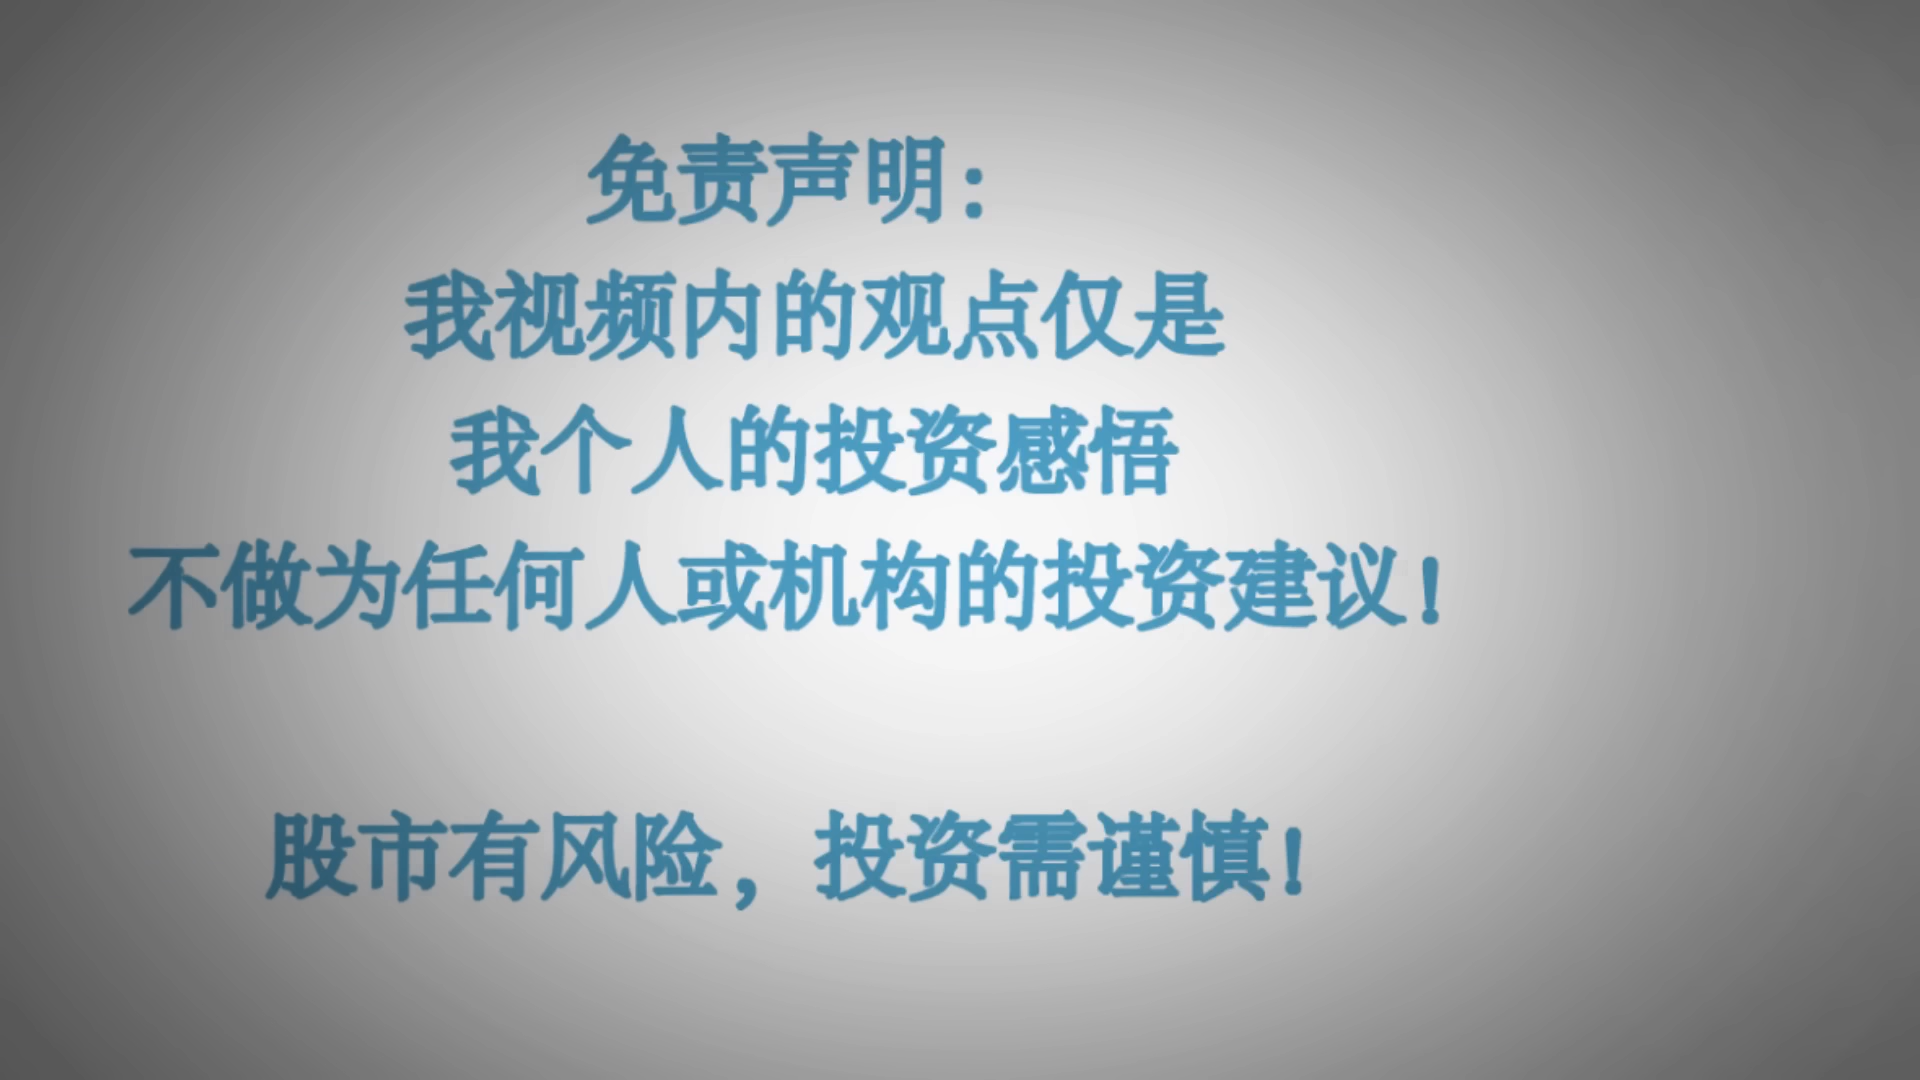 免责声明：
我视频内的观点仅是
我个人的投资感悟
不做为任何人或机构的投资建议！
股市有风险，投资需谨慎！